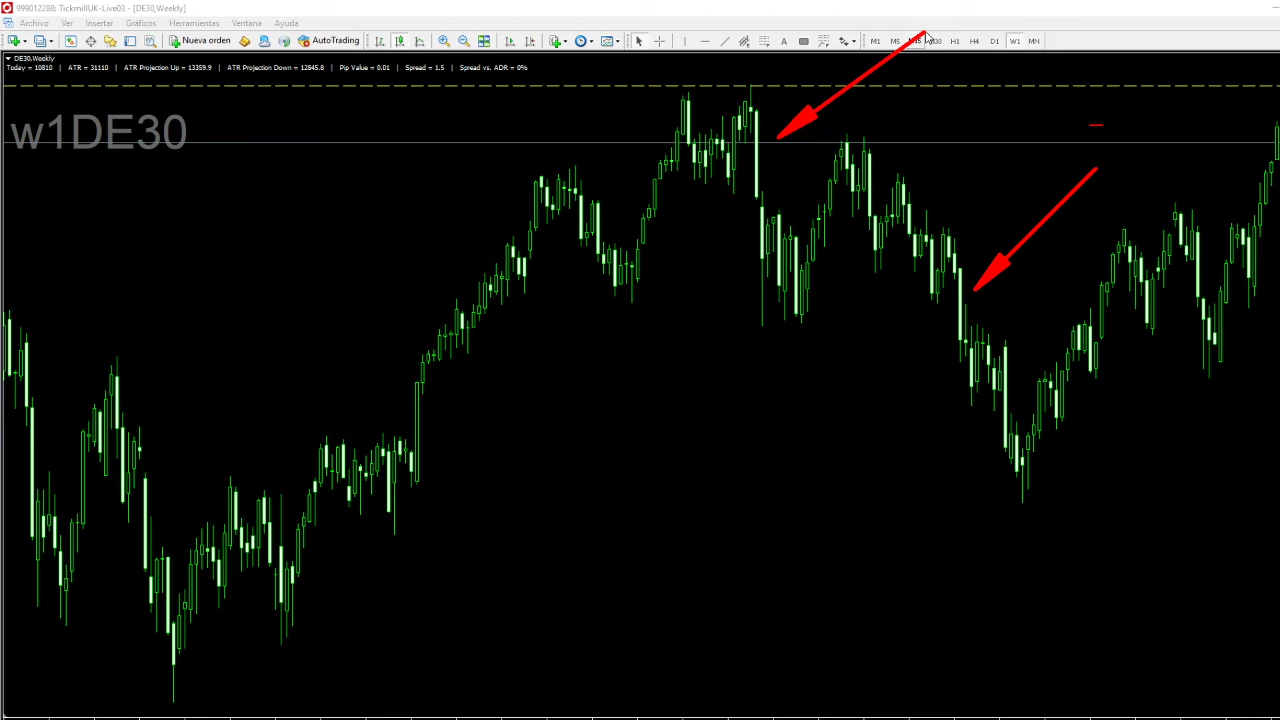 999012288: TickmillUK-Live03 - [DE30,Weekly]
Archivo Ver Insertar Gráficos Herramientas Ventana Ayuda
Nueva orden AutoTrading M1 M5 M30 H1 H4 D1 W1 MN
DE30,Weekly
Today = 10810 | ATR = 31110 | ATR Projection Up = 13359.9 | ATR Projection Down = 12845.8 | Pip Value = 0.01 | Spread = 1.5 | Spread vs. ADR = 0%
w1DE30